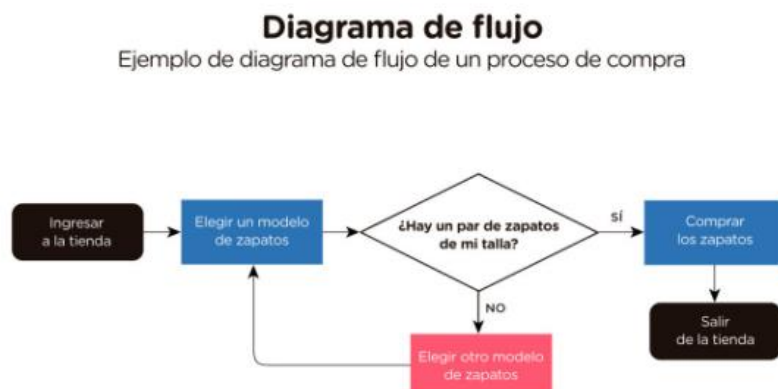 Diagrama de flujo
Ejemplo de diagrama de flujo de un proceso de compra
Ingresar
a la tienda
Elegir un modelo
de zapatos
¿Hay un par de zapatos
de mi talla?
SÍ
Comprar
los zapatos
NO
Elegir otro modelo
de zapatos
Salir
de la tienda